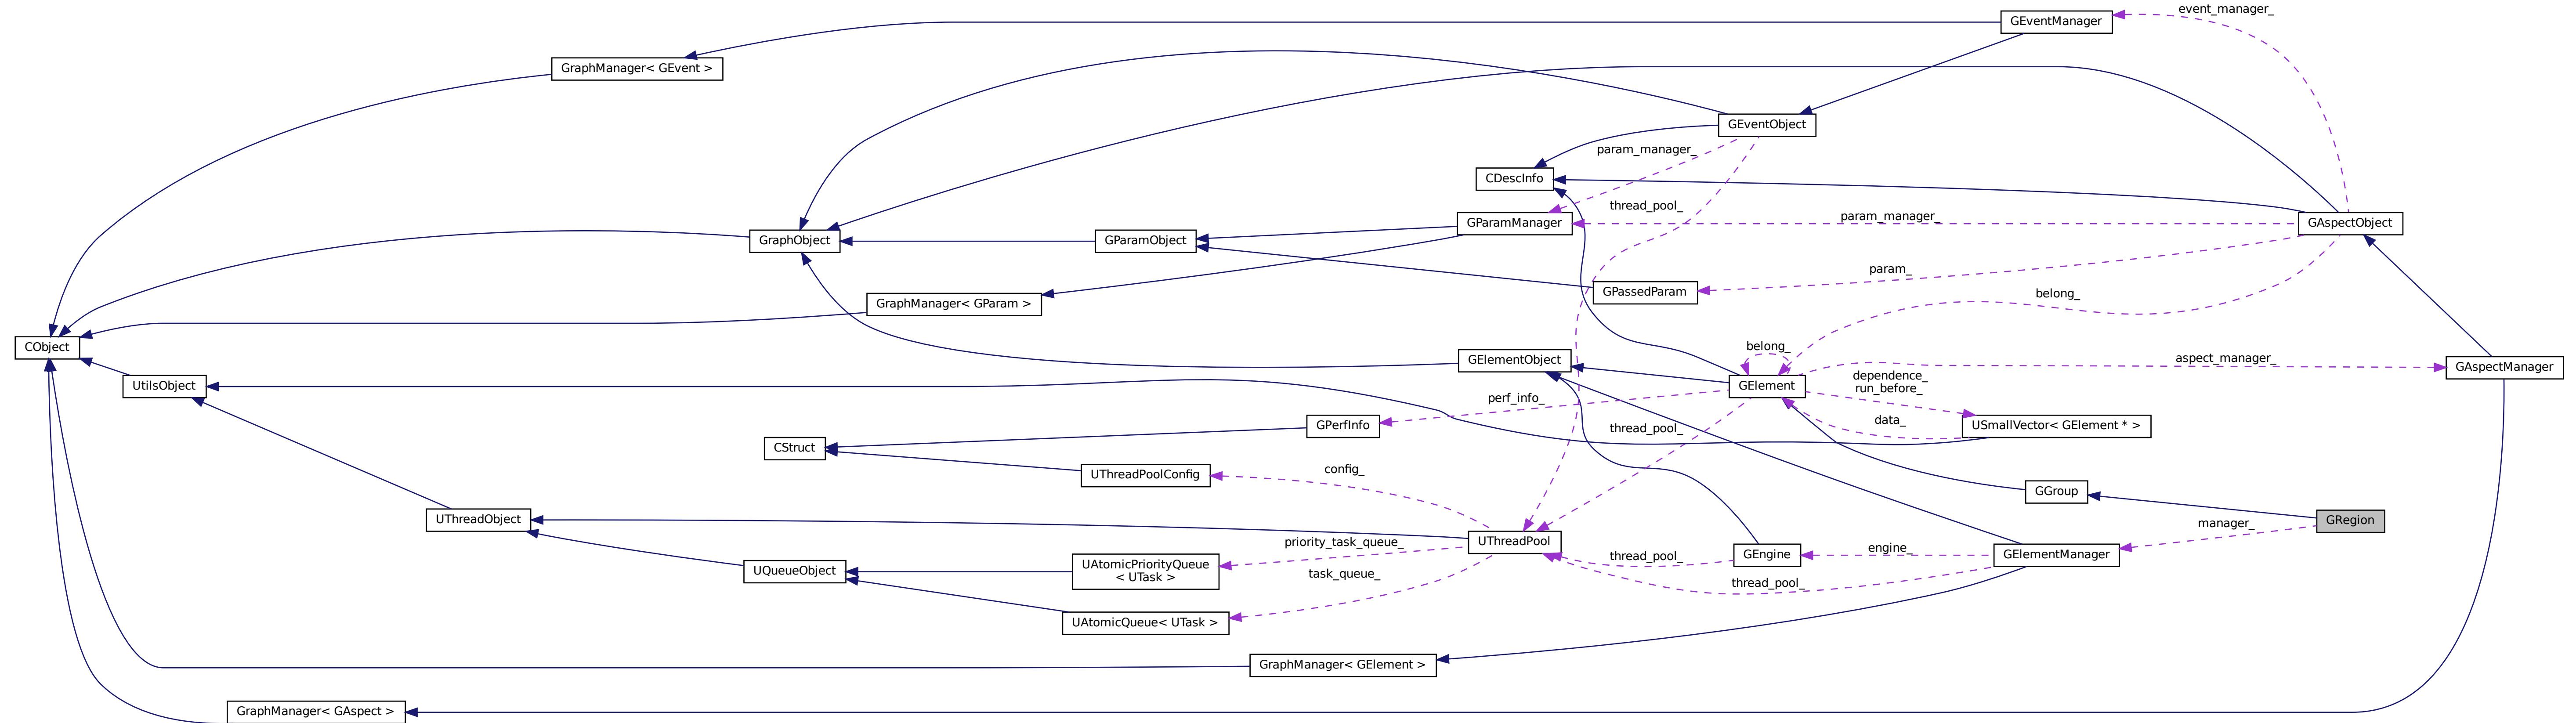 event_manager_
GEventManager
GraphManager< GEvent >
GEventObject
param_manager_
CDescInfo
thread_pool_
GParamManager
param_manager_
GAspectObject
GraphObject
GParamObject
param_
GPassedParam
belong_
GraphManager< GParam >
CObject
belong_
GElementObject
aspect_manager_
GAspectManager
UtilsObject
GElement
dependence_
run_before_
perf_info_
data_
USmallVector< GElement * >
GPerfInfo
thread_pool_
CStruct
config_
UThreadPoolConfig
GGroup
UThreadObject
GRegion
manager_
priority_task_queue_
UThreadPool
thread_pool_
GEngine
engine_
GElementManager
UQueueObject
UAtomicPriorityQueue
< UTask >
task_queue_
thread_pool_
UAtomicQueue< UTask >
GraphManager< GElement >
GraphManager< GAspect >